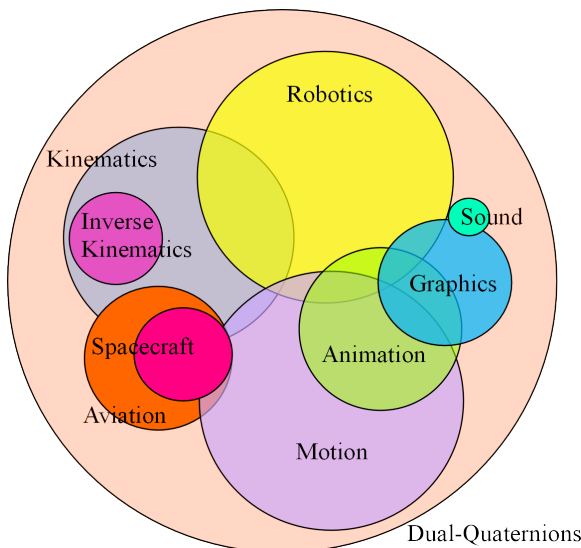 Robotics
Kinematics
Sound
Inverse
Kinematics
Graphics
Spacecraft
Animation
Aviation
Motion
Dual-Quaternions